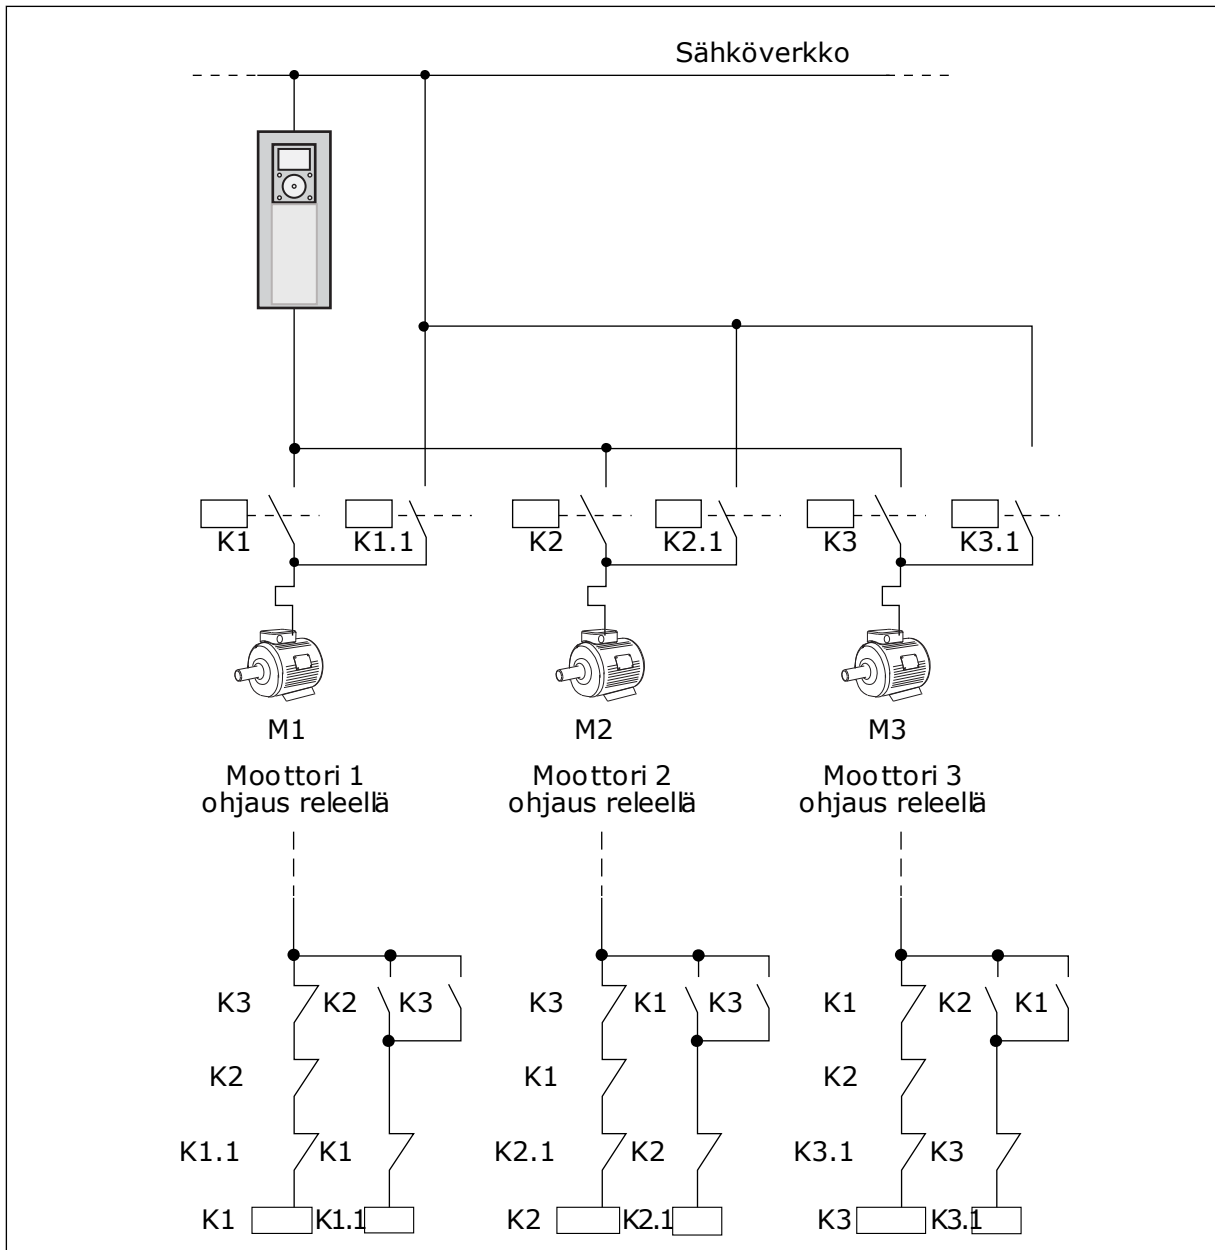 Sähköverkko
K1 K1.1 K2 K2.1 K3 K3.1
M1 M2 M3
Moottori 1 Moottori 2 Moottori 3
ohjaus releellä ohjaus releellä ohjaus releellä
K3 K2 K3 K3 K1 K3 K1 K2 K1
K2 K1 K2
K1.1 K1 K2.1 K2 K3.1 K3
K1 K1.1 K2 K2.1 K3 K3.1